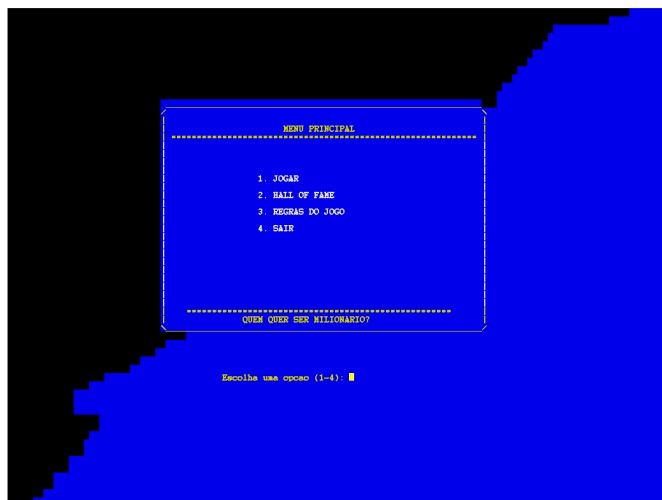 MENU PRINCIPAL
1. JOGAR
2. HALL OF FAME
3. REGRAS DO JOGO
4. SAIR
QUEM QUER SER MILIONARIO?
Escolha uma opcao (1-4):